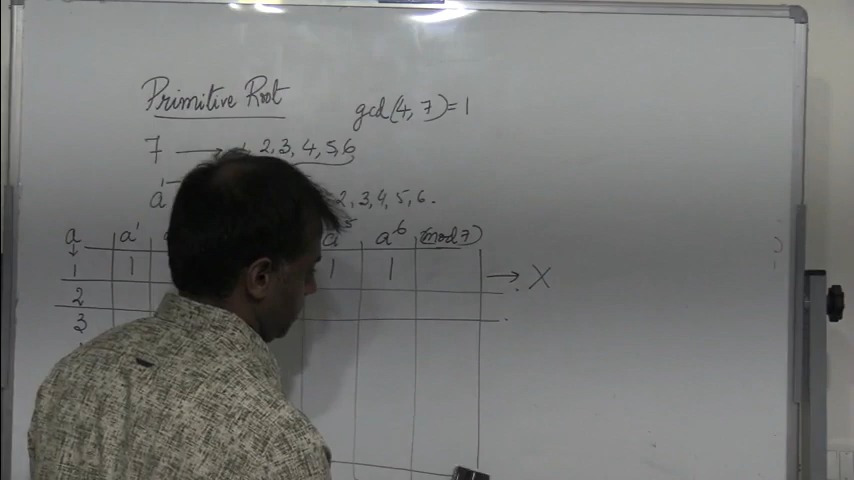 Primitive Root
gcd(4, 7) = 1
7 → 1, 2, 3, 4, 5, 6
a 2, 3, 4, 5, 6.
a a¹ a⁵ a⁶ (mod 7)
1 1 1 1 → X
2
3